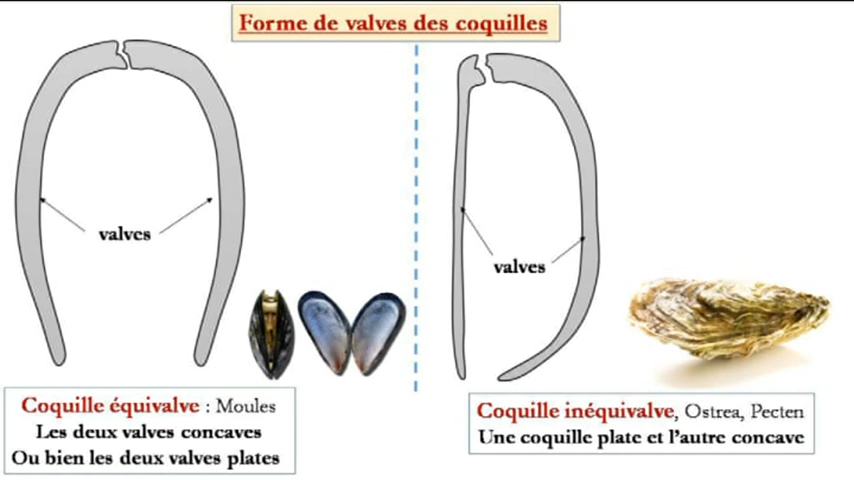 Forme de valves des coquilles
valves
Coquille équivalve : Moules
Les deux valves concaves
Ou bien les deux valves plates
valves
Coquille inéquivalve, Ostrea, Pecten
Une coquille plate et l'autre concave